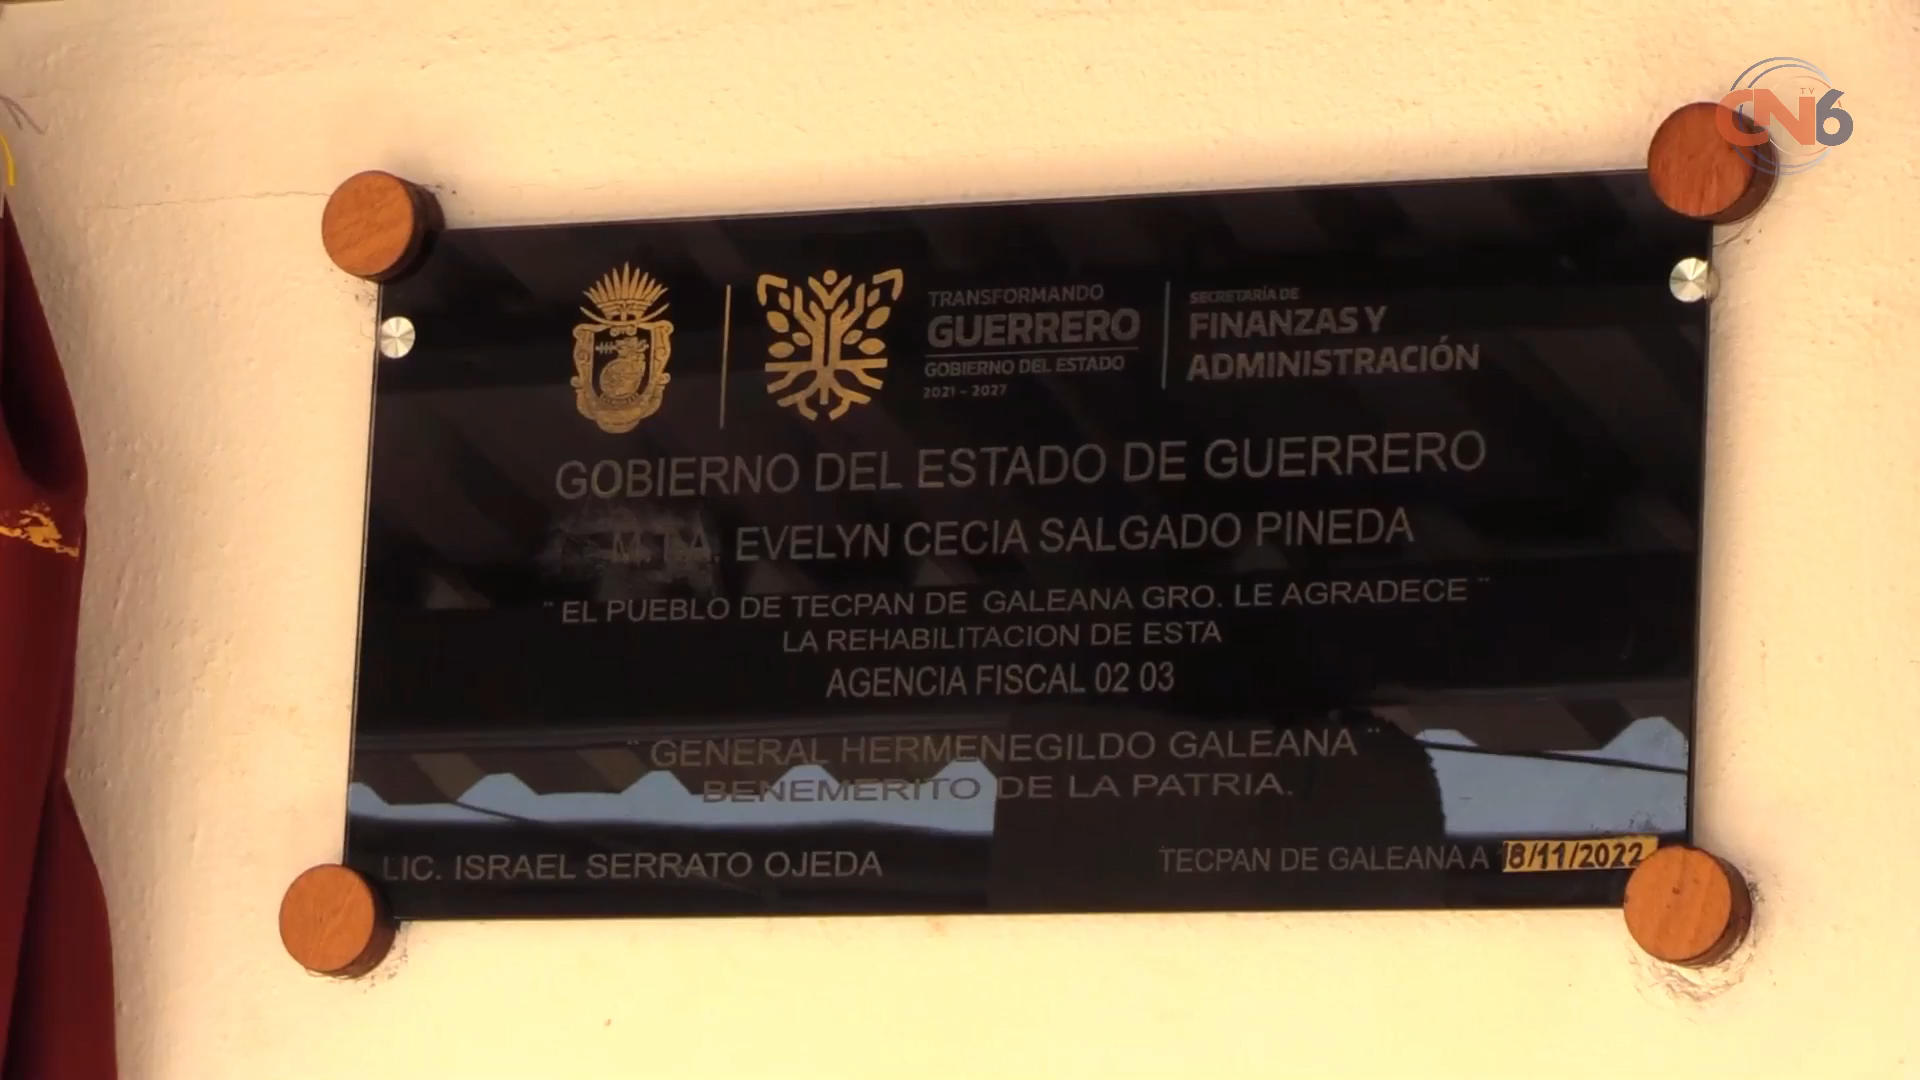 TV
CN6
TRANSFORMANDO
GUERRERO
GOBIERNO DEL ESTADO
2021 - 2027
SECRETARÍA DE
FINANZAS Y
ADMINISTRACIÓN
GOBIERNO DEL ESTADO DE GUERRERO
M.T.A. EVELYN CECIA SALGADO PINEDA
" EL PUEBLO DE TECPAN DE GALEANA GRO. LE AGRADECE "
LA REHABILITACION DE ESTA
AGENCIA FISCAL 02 03
" GENERAL HERMENEGILDO GALEANA "
BENEMERITO DE LA PATRIA.
LIC. ISRAEL SERRATO OJEDA
TECPAN DE GALEANA A 18/11/2022